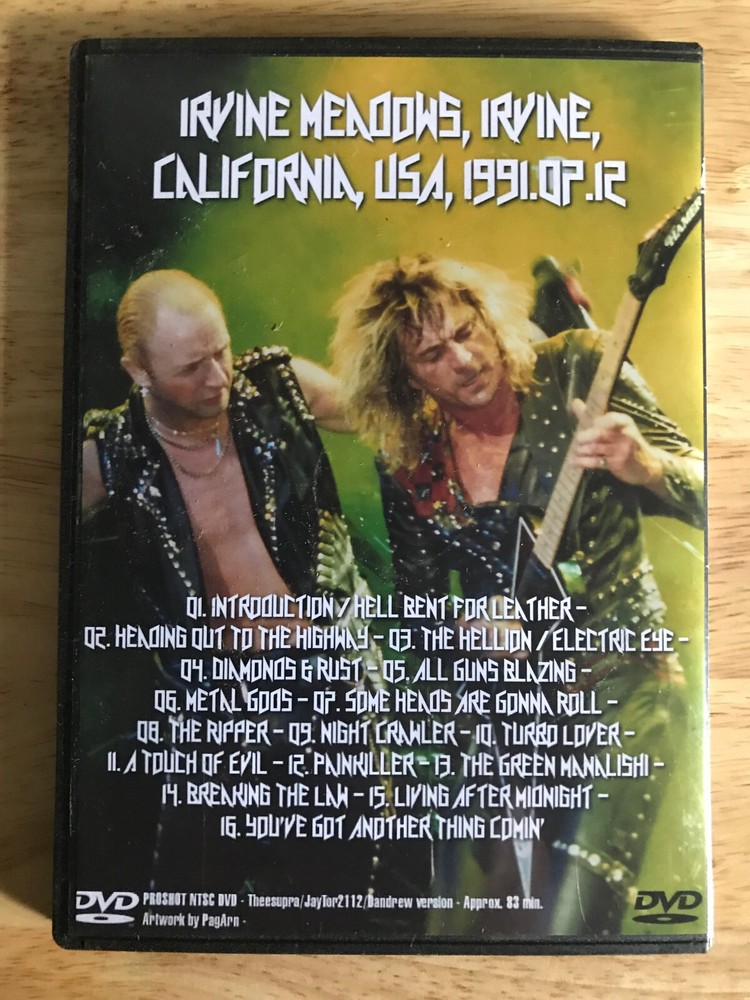 IRVINE MEADOWS, IRVINE,
CALIFORNIA, USA, 1991.07.12
HAMER
01. INTRODUCTION / HELL BENT FOR LEATHER -
02. HEADING OUT TO THE HIGHWAY - 03. THE HELLION / ELECTRIC EYE -
04. DIAMONDS & RUST - 05. ALL GUNS BLAZING -
06. METAL GODS - 07. SOME HEADS ARE GONNA ROLL -
08. THE RIPPER - 09. NIGHT CRAWLER - 10. TURBO LOVER -
11. A TOUCH OF EVIL - 12. PAINKILLER - 13. THE GREEN MANALISHI -
14. BREAKING THE LAW - 15. LIVING AFTER MIDNIGHT -
16. YOU'VE GOT ANOTHER THING COMIN'
DVD PROSHOT NTSC DVD - Theesupra/JayTor2112/Dandrew version - Approx. 83 min. DVD
Artwork by PagArn -